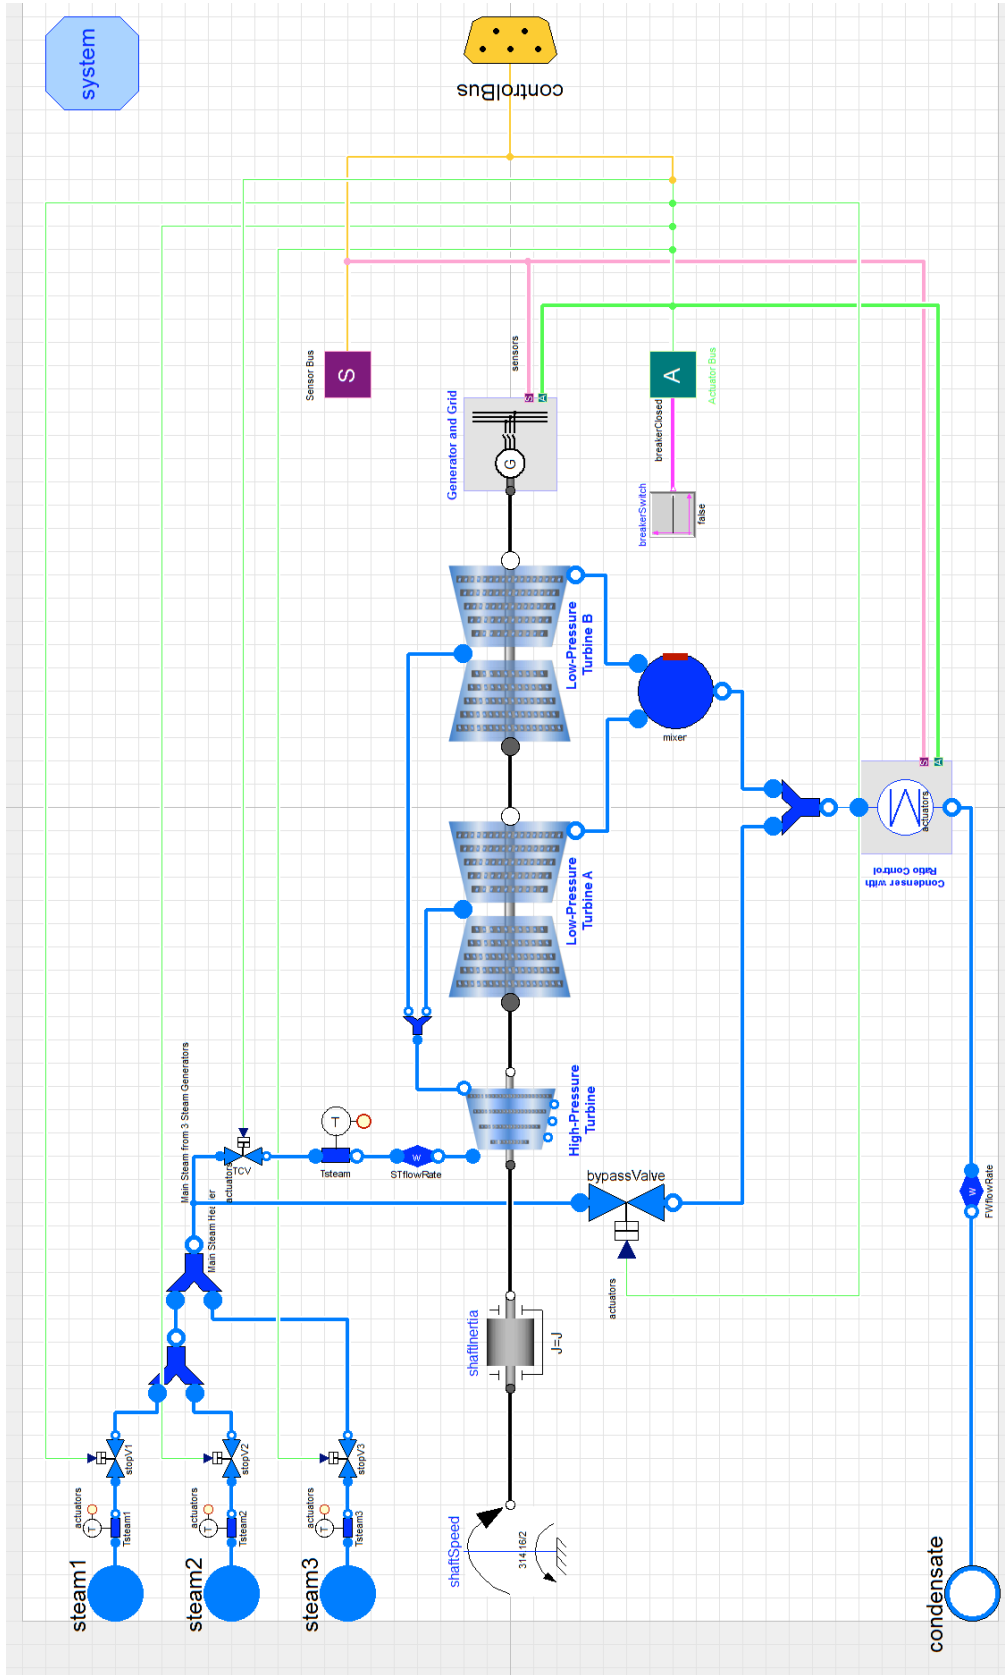 system
controlBus
Sensor Bus
S
sensors
A
Actuator Bus
breakerClosed
breakerSwitch
false
Generator and Grid
S
A
G
Low-Pressure
Turbine B
mixer
Low-Pressure
Turbine A
S
A
actuators
Condenser with
Ratio Control
High-Pressure
Turbine
Main Steam from 3 Steam Generators
TCV
actuators
T
Tsteam
W
STflowRate
bypassValve
actuators
W
FWflowRate
Main Steam Header
shaftInertia
J=J
stopV1
stopV2
stopV3
actuators
T
Tsteam1
actuators
T
Tsteam2
actuators
T
Tsteam3
steam1
steam2
steam3
shaftSpeed
314.16/2
condensate